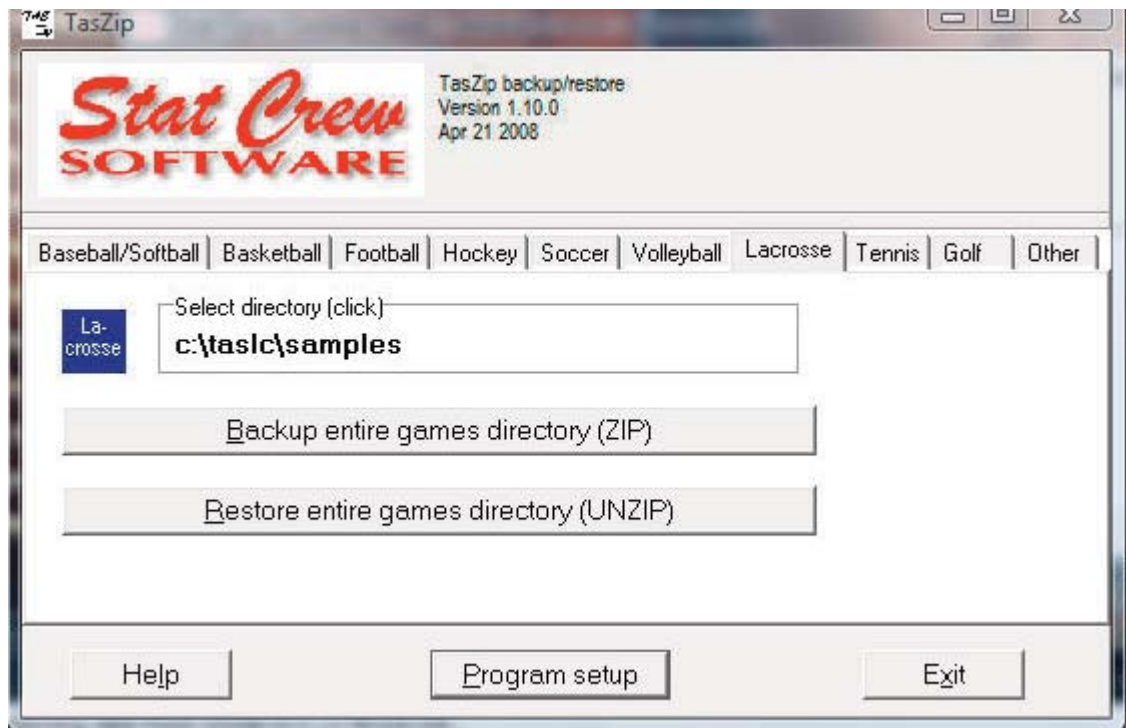 TAS
TasZip
Stat Crew
SOFTWARE
TasZip backup/restore
Version 1.10.0
Apr 21 2008
Baseball/Softball Basketball Football Hockey Soccer Volleyball Lacrosse Tennis Golf Other
La-
crosse
Select directory (click)
c:\taslc\samples
Backup entire games directory (ZIP)
Restore entire games directory (UNZIP)
Help Program setup Exit